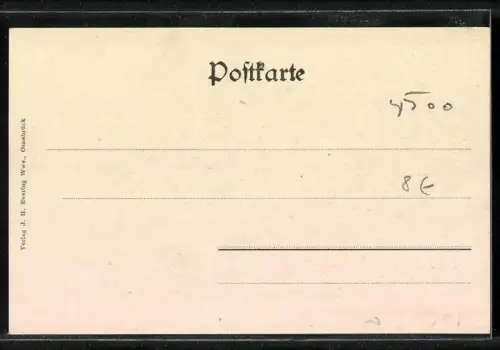 Postkarte
4500
8€
Verlag J. H. Evering Wwe., Osnabrück